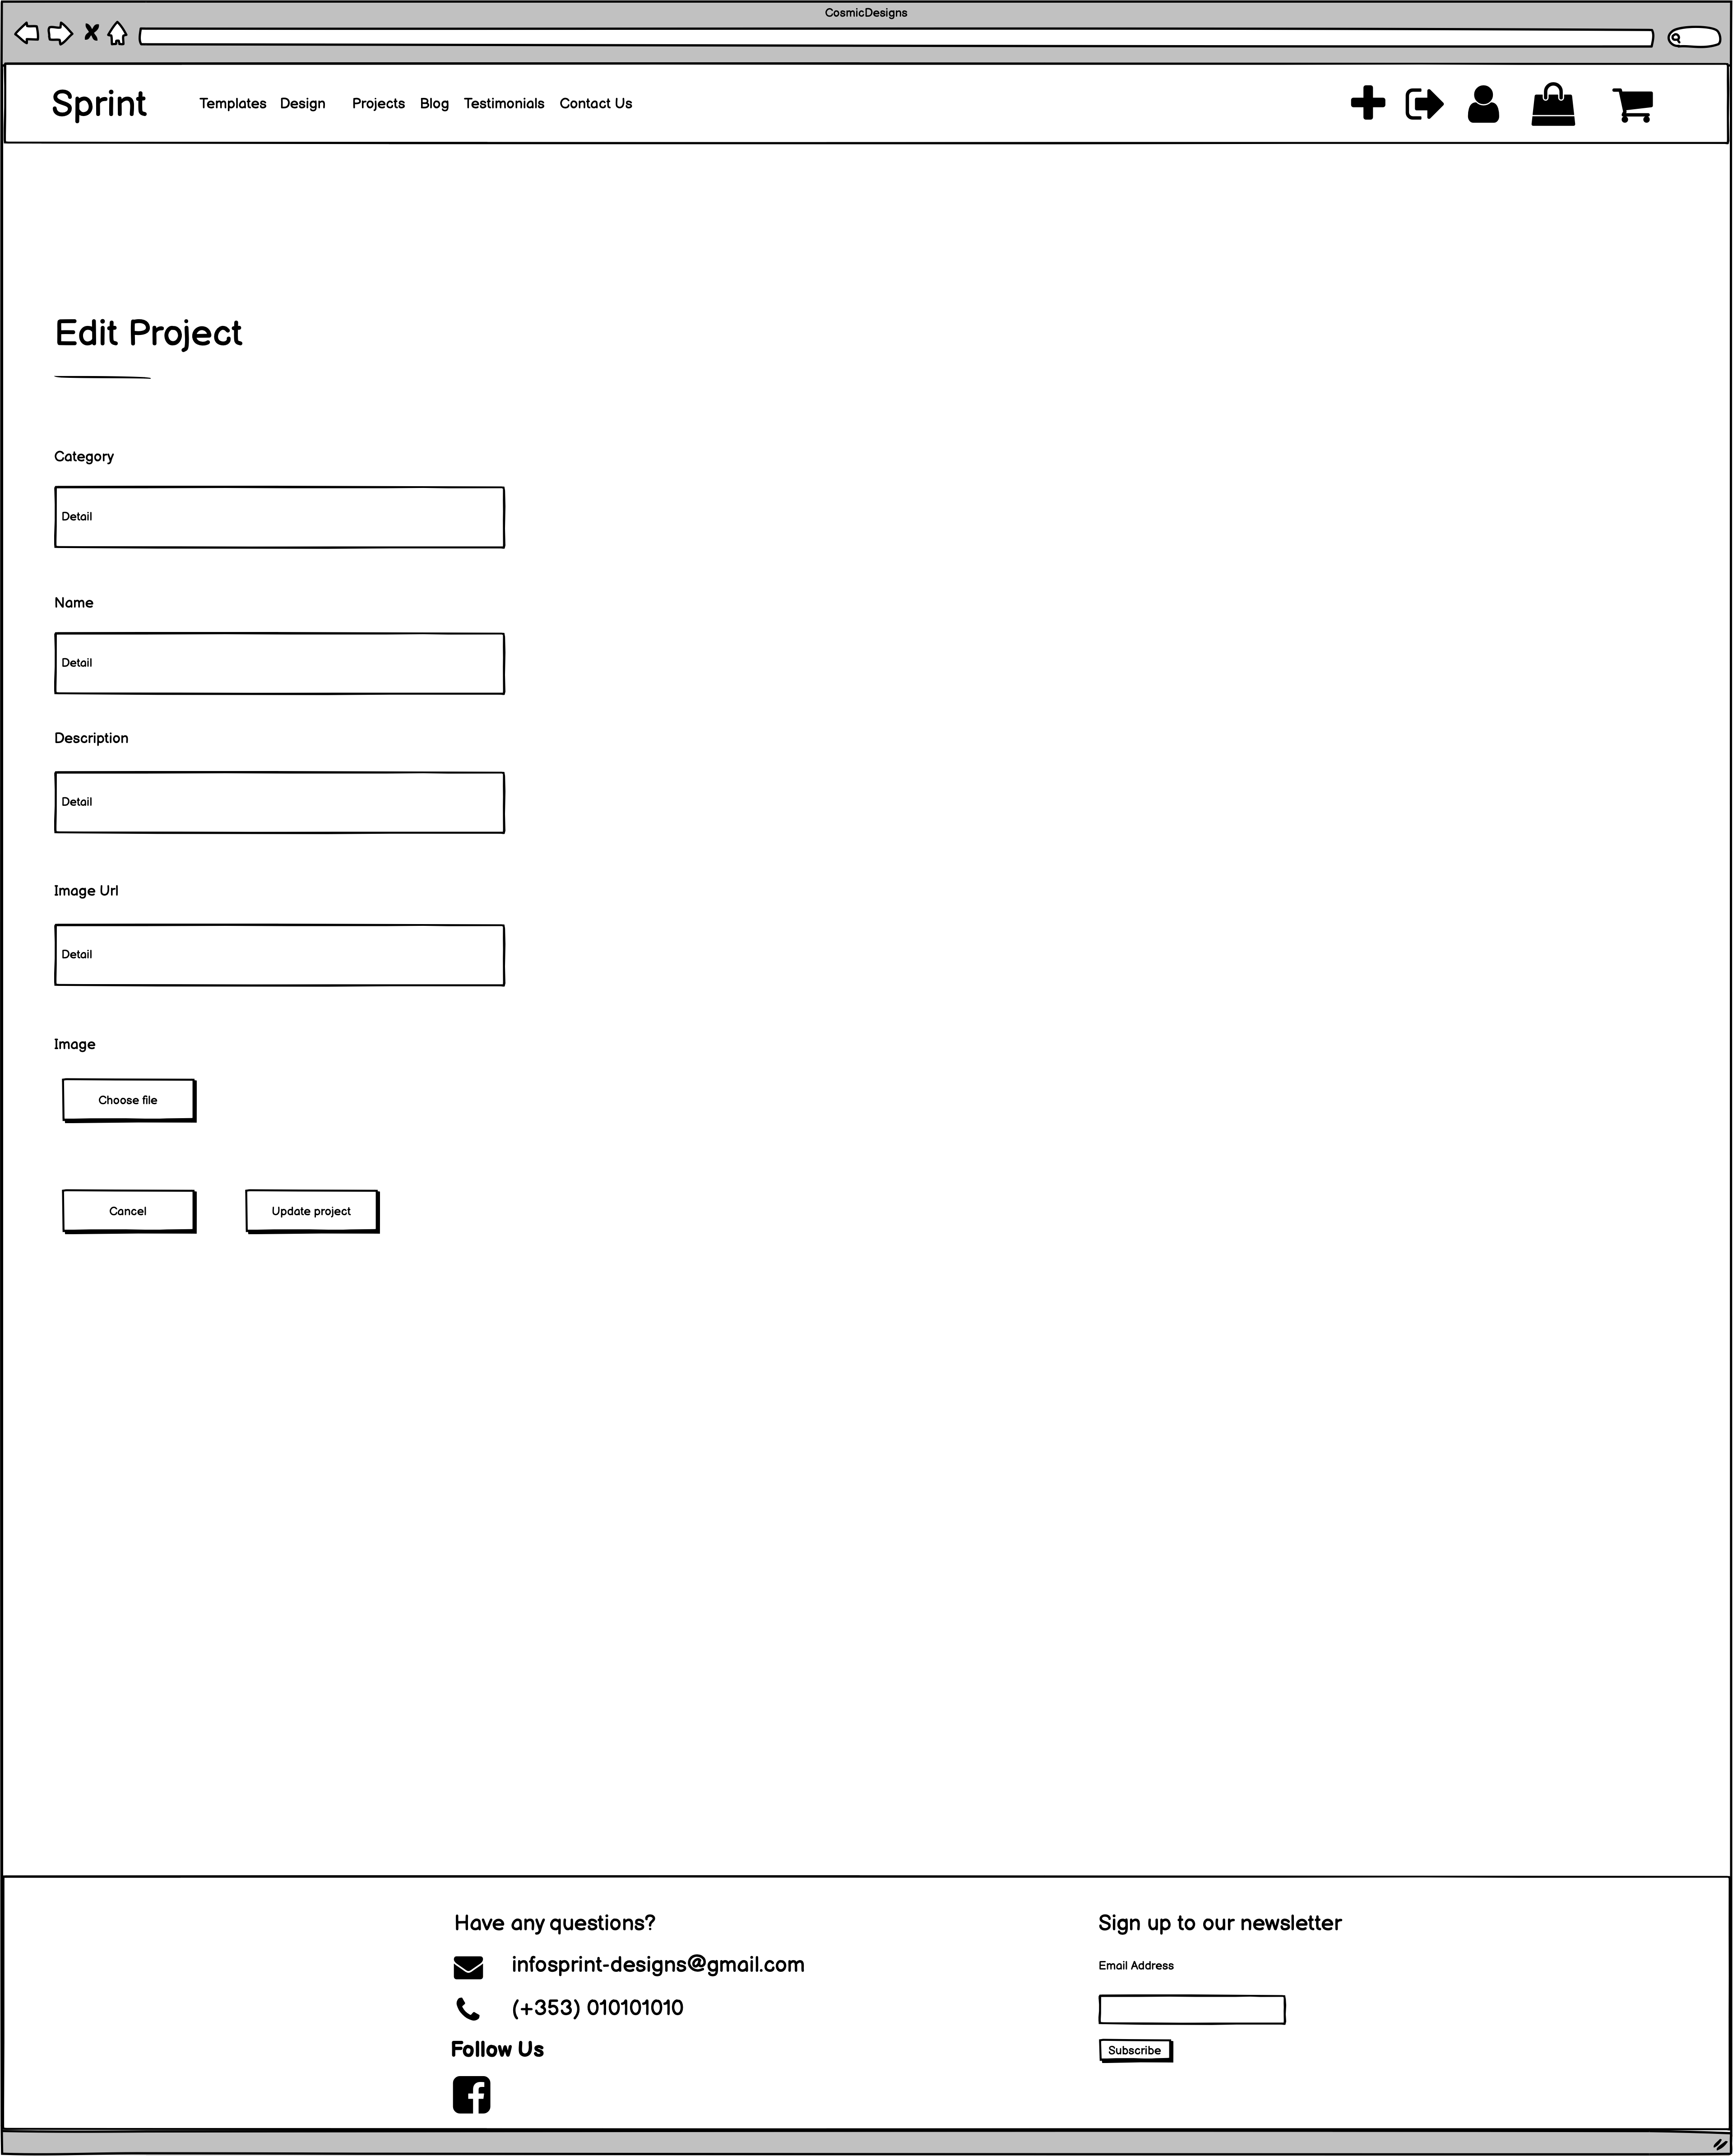 CosmicDesigns
Sprint Templates Design Projects Blog Testimonials Contact Us
Edit Project
Category
Detail
Name
Detail
Description
Detail
Image Url
Detail
Image
Choose file
Cancel Update project
Have any questions?
infosprint-designs@gmail.com
(+353) 010101010
Follow Us
Sign up to our newsletter
Email Address
Subscribe